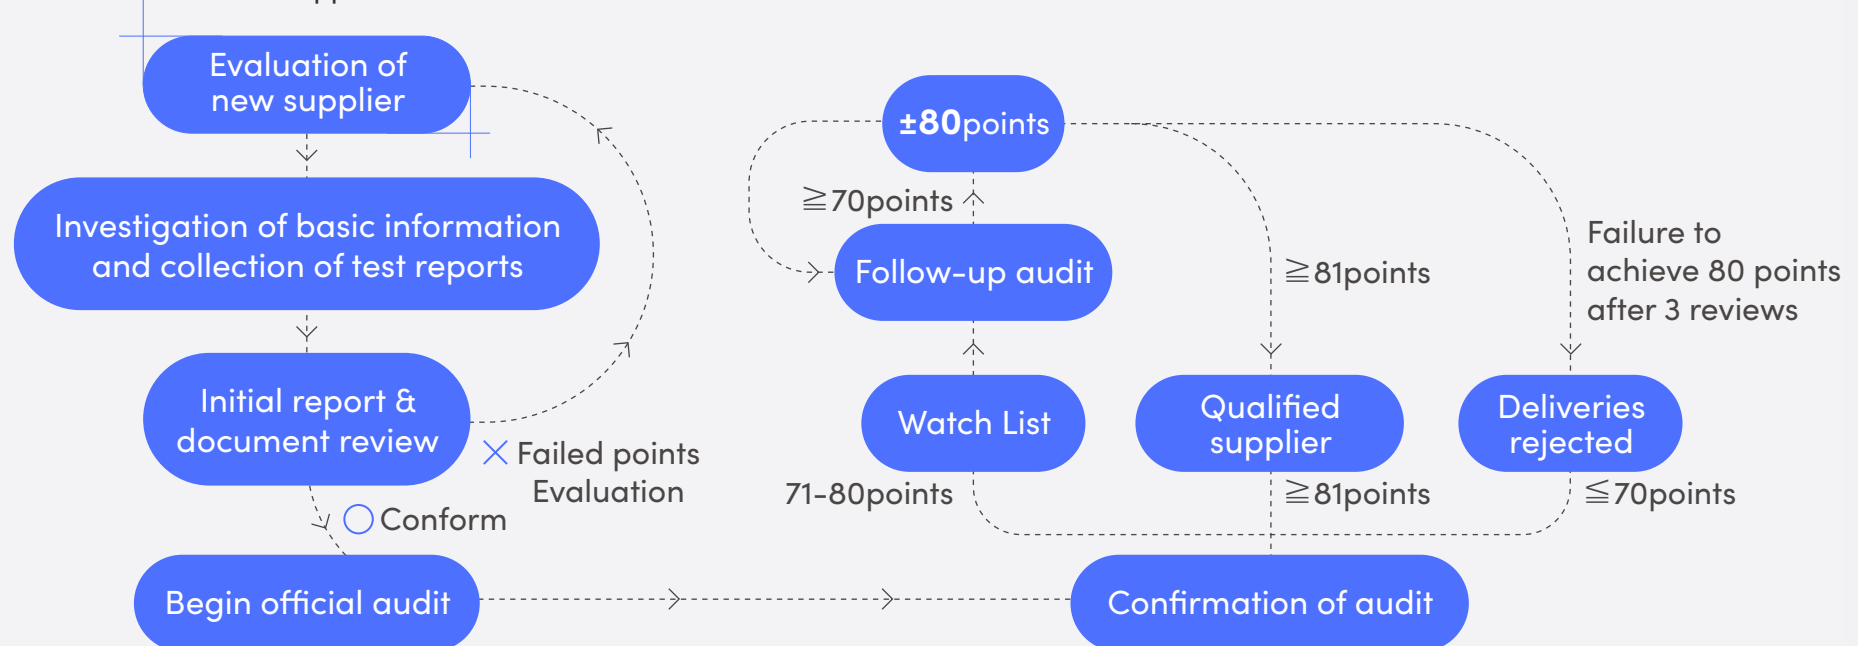 Evaluation of
new supplier
Investigation of basic information
and collection of test reports
Initial report &
document review
Failed points
Evaluation
Conform
Begin official audit
±80points
≧70points
Follow-up audit
Watch List
71-80points
≧81points
Qualified
supplier
≧81points
Failure to
achieve 80 points
after 3 reviews
Deliveries
rejected
≦70points
Confirmation of audit